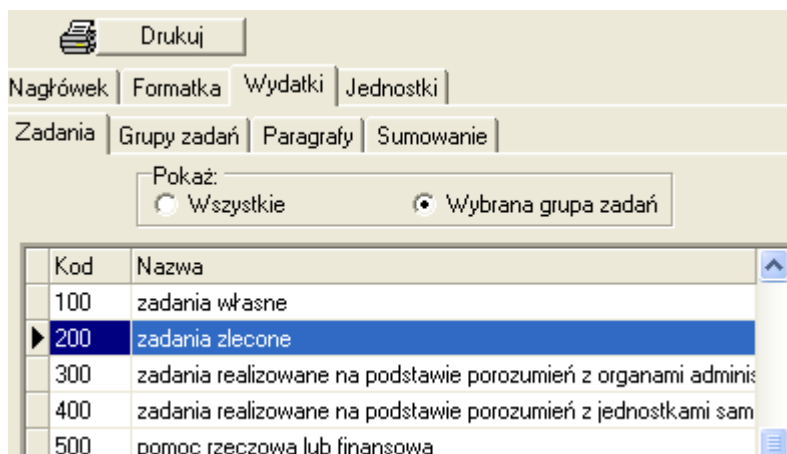 Drukuj
Nagłówek Formatka Wydatki Jednostki
Zadania Grupy zadań Paragrafy Sumowanie
Pokaż:
Wszystkie Wybrana grupa zadań
Kod Nazwa
100 zadania własne
200 zadania zlecone
300 zadania realizowane na podstawie porozumień z organami adminis
400 zadania realizowane na podstawie porozumień z jednostkami sam
500 pomoc rzeczowa lub finansowa